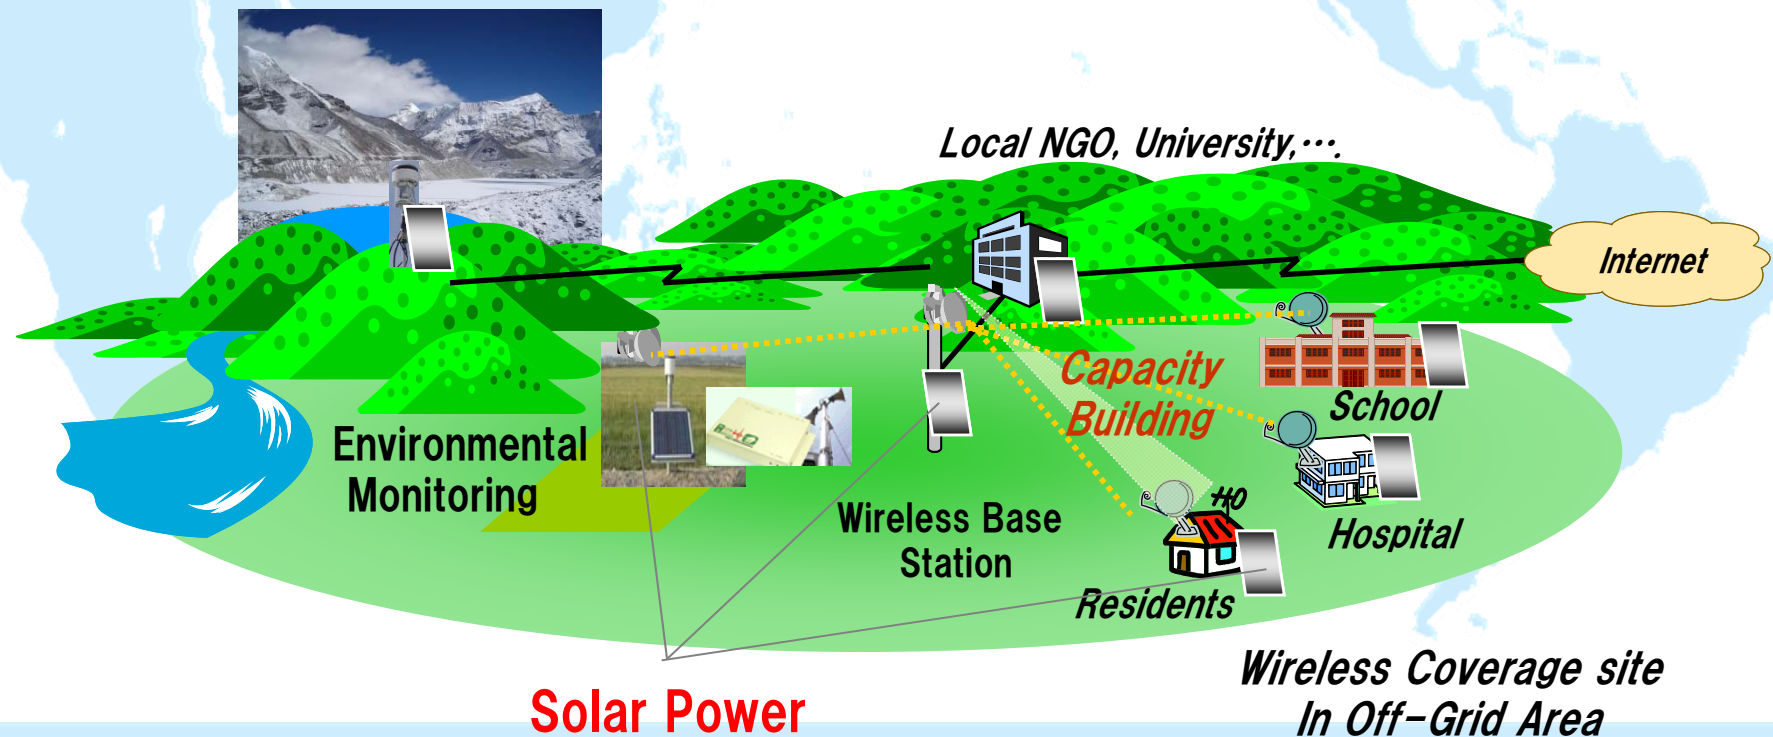 Local NGO, University,….
Internet
Capacity
Building
School
Environmental
Monitoring
Wireless Base
Station
Hospital
Residents
Wireless Coverage site
In Off-Grid Area
Solar Power